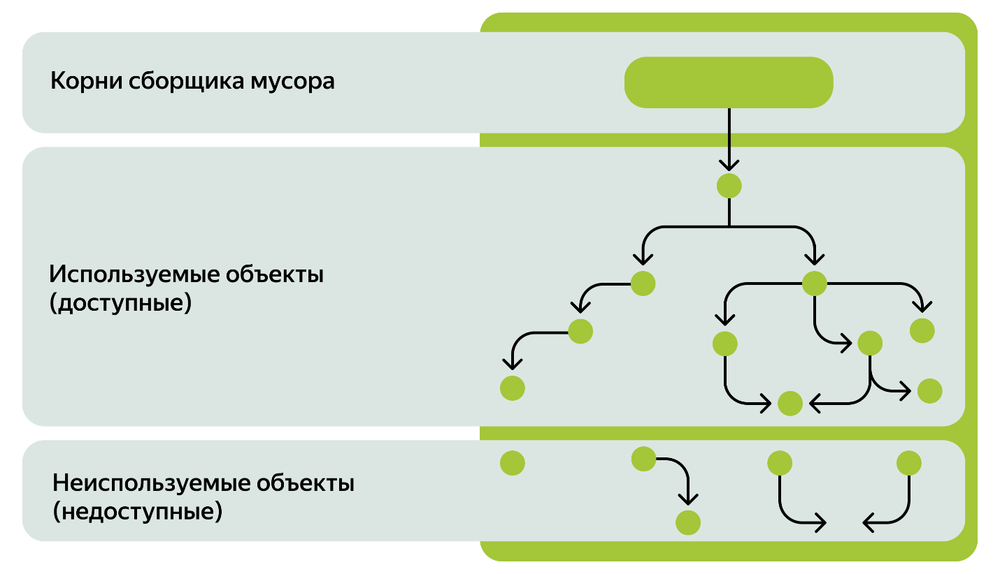 Корни сборщика мусора
Используемые объекты
(доступные)
Неиспользуемые объекты
(недоступные)